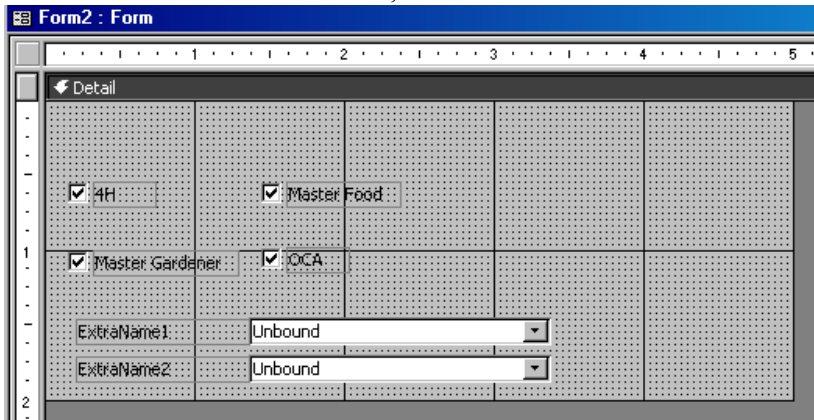 Form2 : Form
1 2 3 4 5
Detail
4H Master Food
1
Master Gardener OCA
ExtraName1 Unbound
ExtraName2 Unbound
2